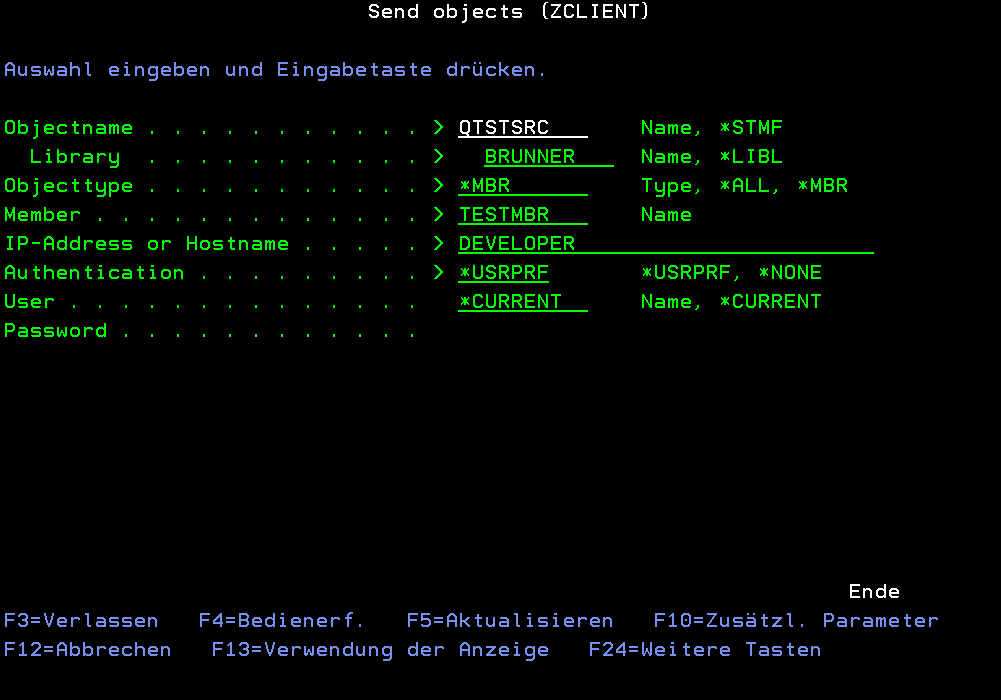 Send objects (ZCLIENT)
Auswahl eingeben und Eingabetaste drücken.
Objectname . . . . . . . . . . . > QTSTSRC Name, *STMF
Library . . . . . . . . . . . > BRUNNER Name, *LIBL
Objecttype . . . . . . . . . . . > *MBR Type, *ALL, *MBR
Member . . . . . . . . . . . . . > TESTMBR Name
IP-Address or Hostname . . . . . > DEVELOPER
Authentication . . . . . . . . . > *USRPRF *USRPRF, *NONE
User . . . . . . . . . . . . . . *CURRENT Name, *CURRENT
Password . . . . . . . . . . . .
Ende
F3=Verlassen F4=Bedienerf. F5=Aktualisieren F10=Zusätzl. Parameter
F12=Abbrechen F13=Verwendung der Anzeige F24=Weitere Tasten